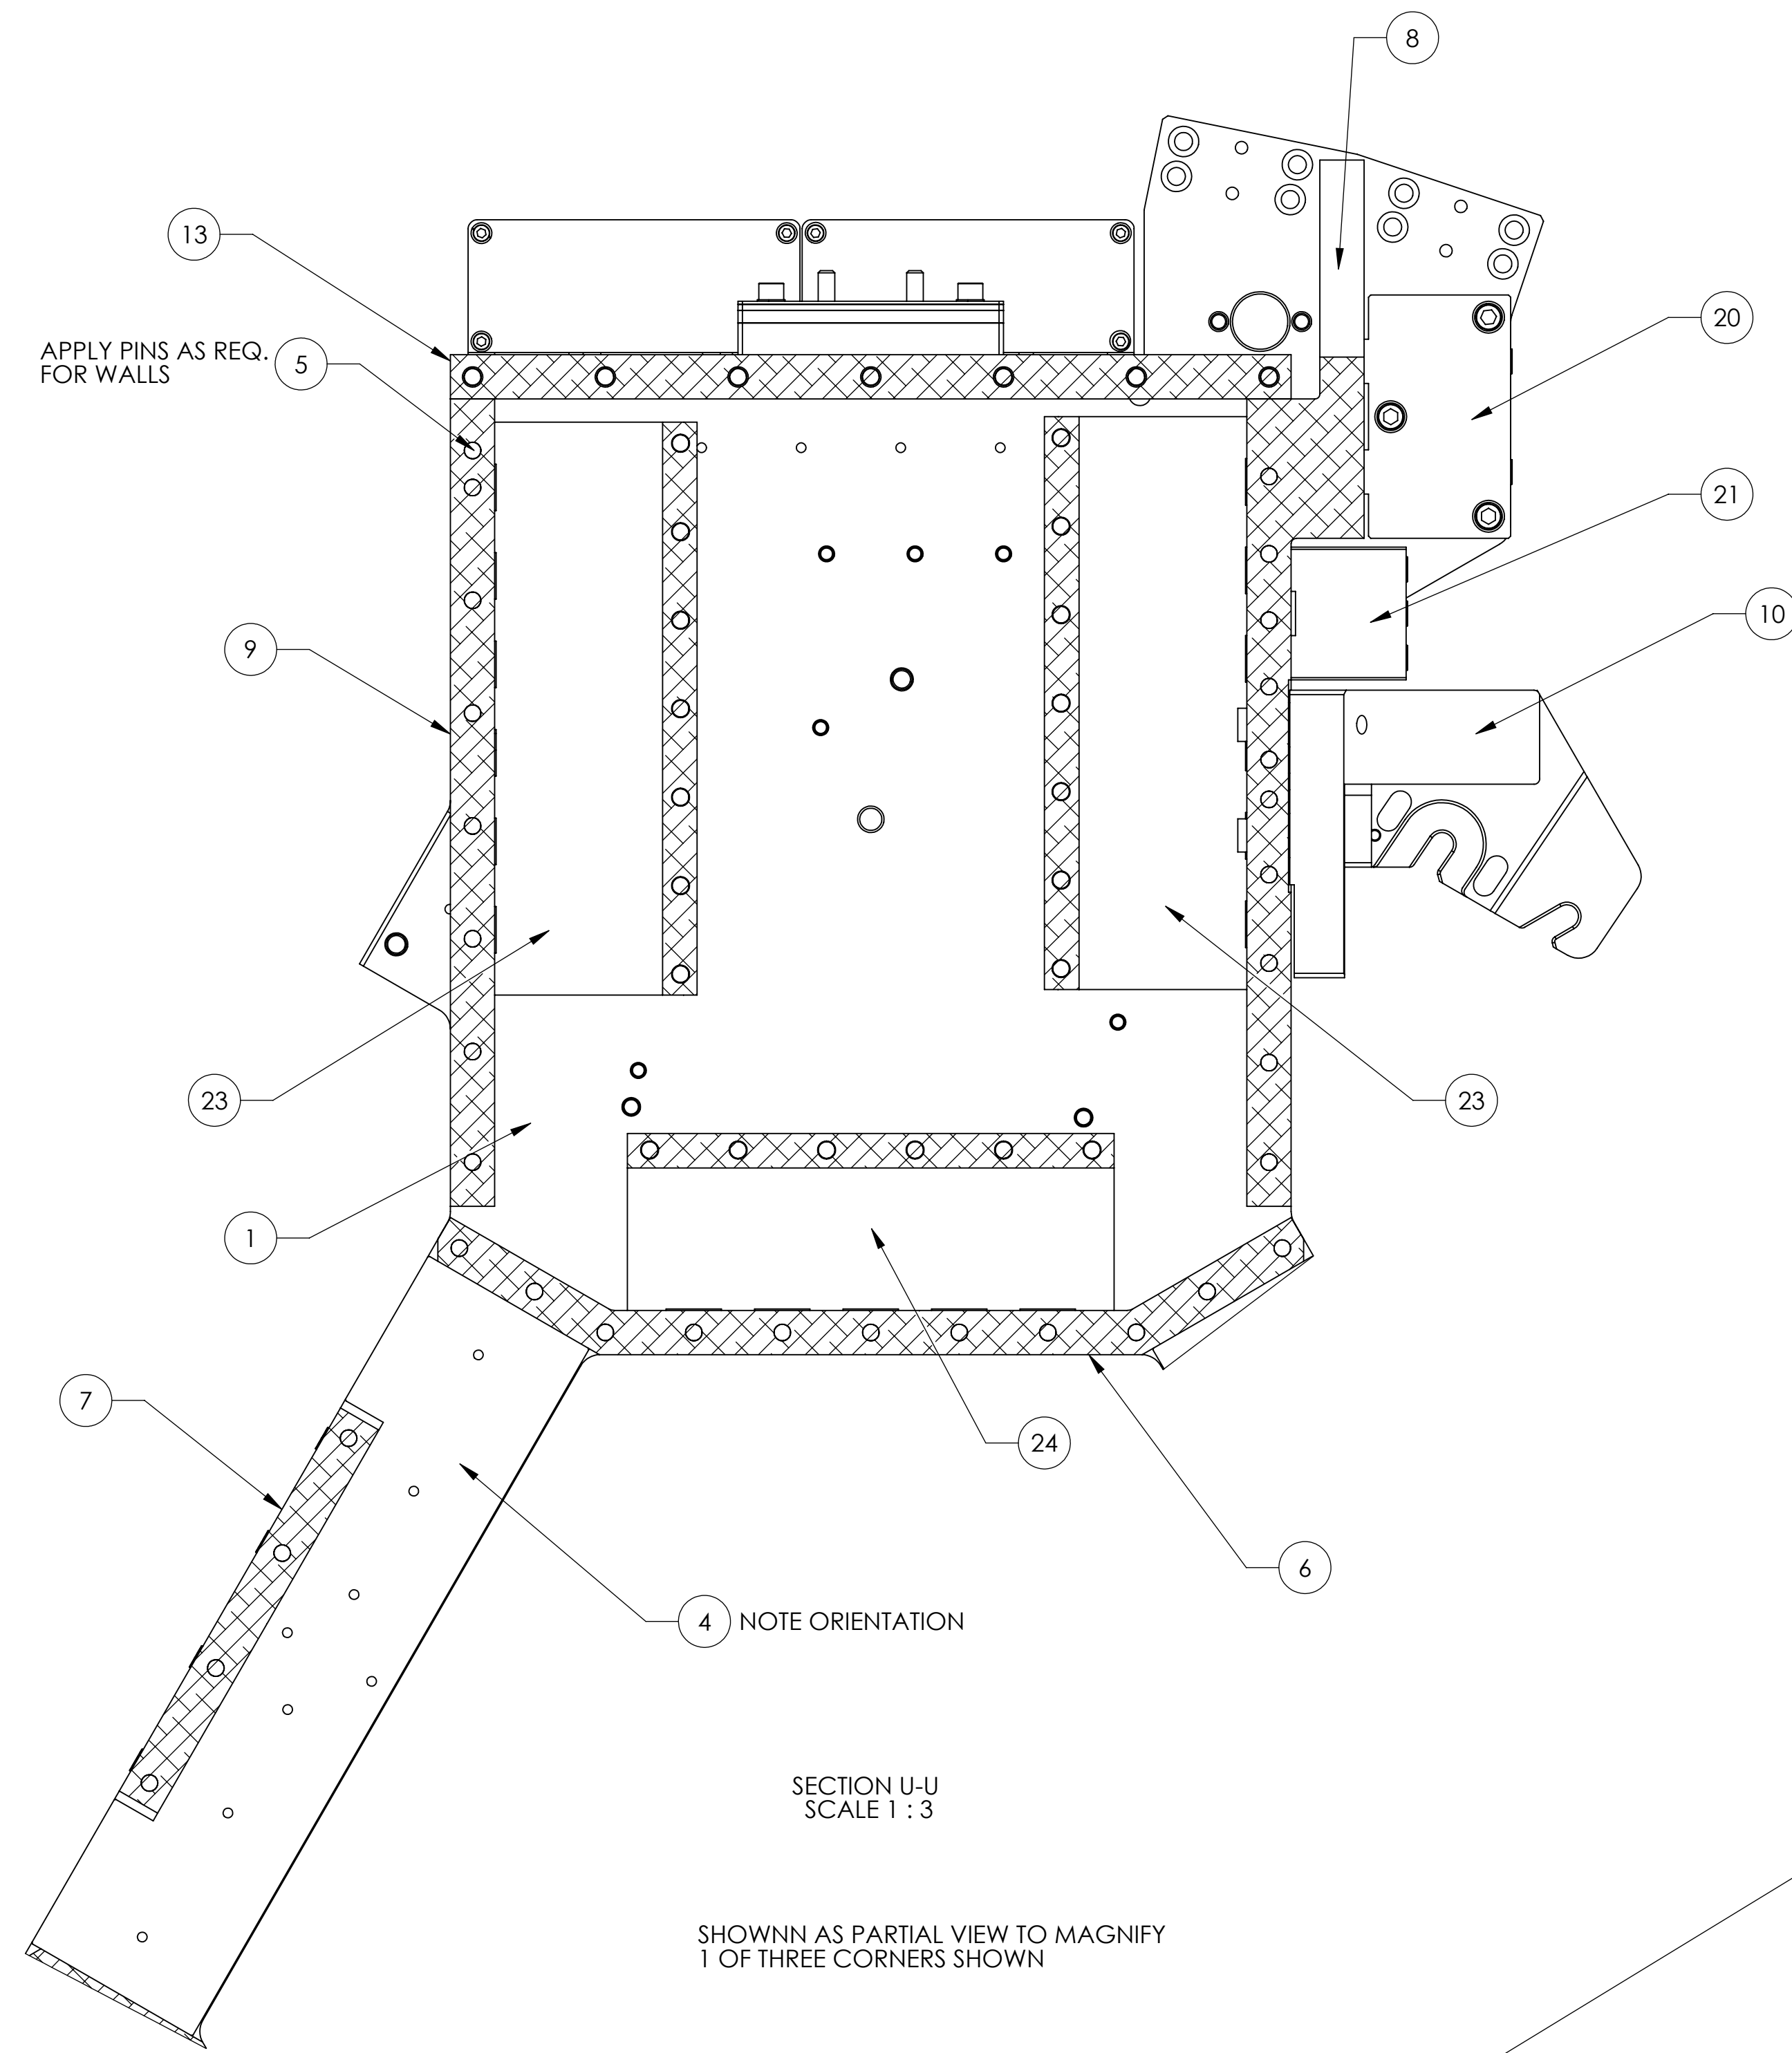 8
13
20
APPLY PINS AS REQ.
FOR WALLS
5
21
10
9
23
23
1
7
24
6
4 NOTE ORIENTATION
SECTION U-U
SCALE 1 : 3
SHOWNN AS PARTIAL VIEW TO MAGNIFY
1 OF THREE CORNERS SHOWN